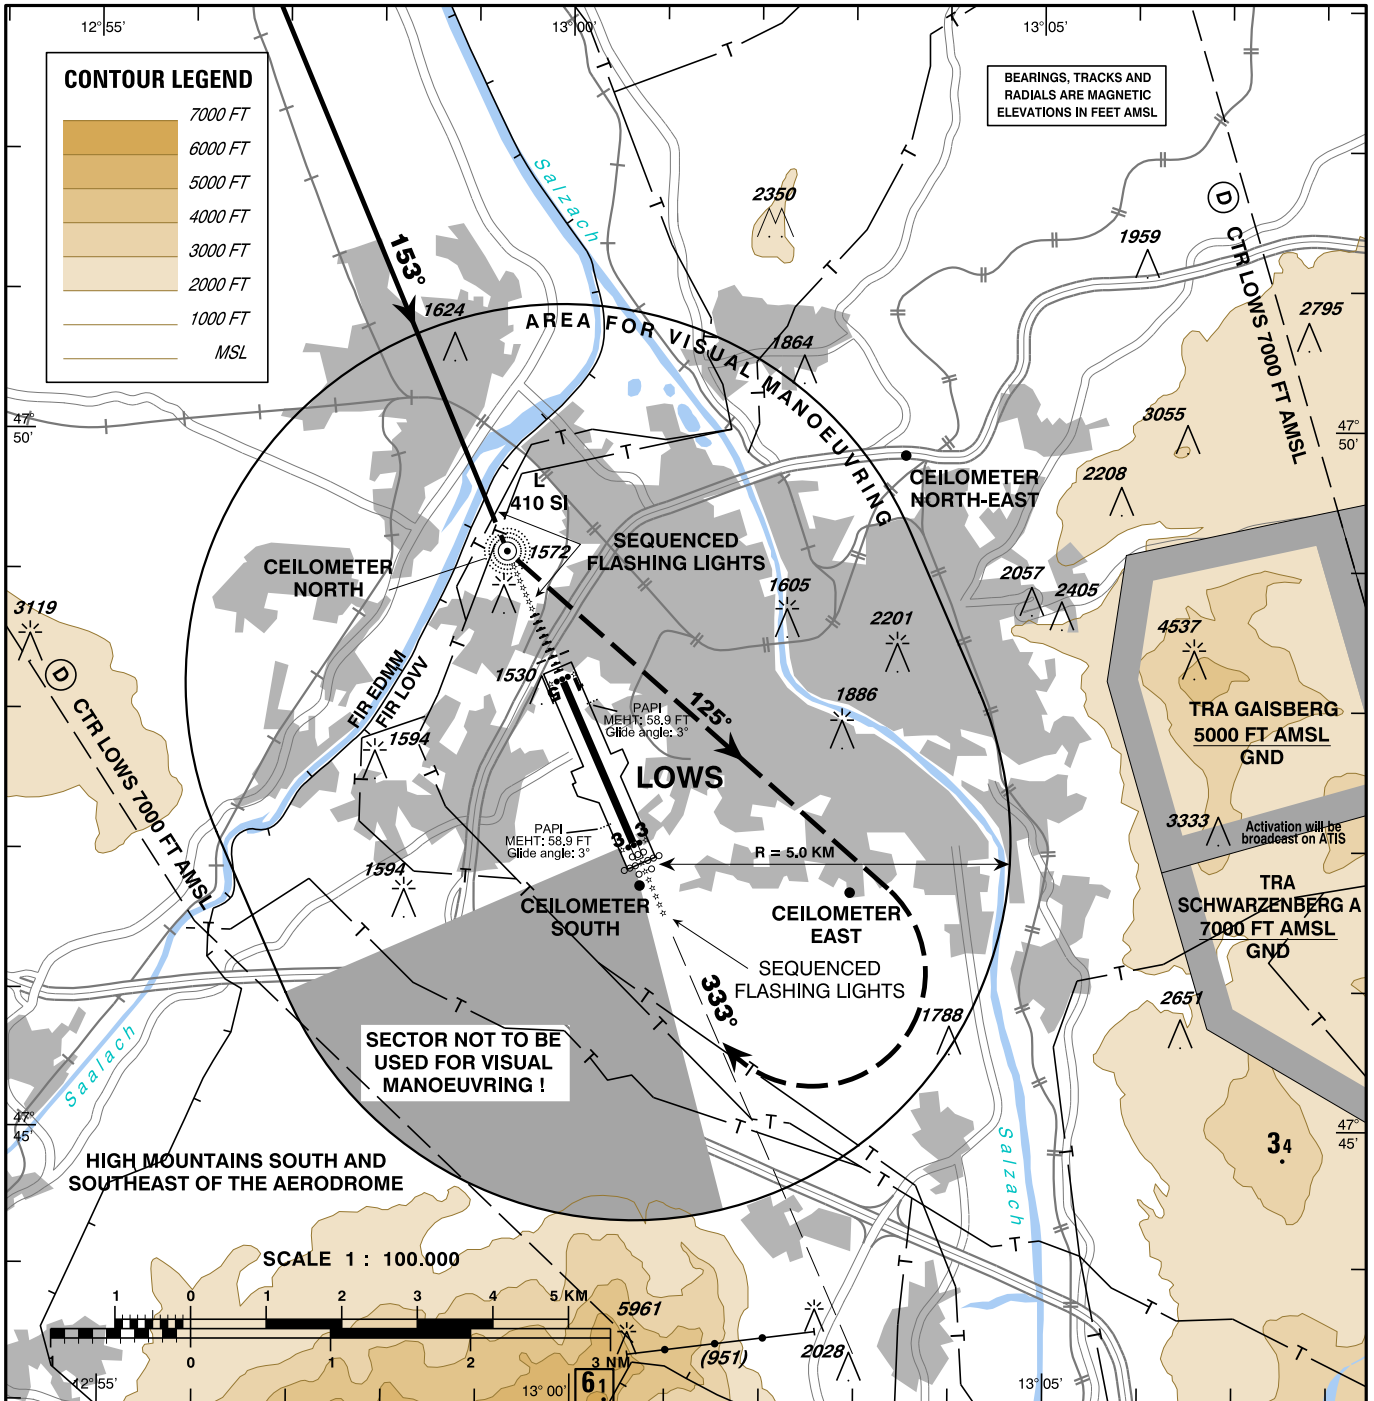 12°55'
13°00'
13°05'
CONTOUR LEGEND
7000 FT
6000 FT
5000 FT
4000 FT
3000 FT
2000 FT
1000 FT
MSL
BEARINGS, TRACKS AND
RADIALS ARE MAGNETIC
ELEVATIONS IN FEET AMSL
Salzach
2350
D
CTR LOWS 7000 FT AMSL
1959
153°
1624
2795
AREA FOR VISUAL MANOEUVRING
1864
47°
50'
3055
47°
50'
2208
CEILOMETER
NORTH-EAST
L
410 SI
SEQUENCED
FLASHING LIGHTS
1572
CEILOMETER
NORTH
2057
2405
1605
3119
2201
4537
D
CTR LOWS 7000 FT AMSL
FIR EDMM
FIR LOVV
1530
15
125°
1886
PAPI
MEHT: 58.9 FT
Glide angle: 3°
TRA GAISBERG
5000 FT AMSL
GND
1594
LOWS
PAPI
MEHT: 58.9 FT
Glide angle: 3°
33
3333
Activation will be
broadcast on ATIS
R = 5.0 KM
1594
CEILOMETER
SOUTH
CEILOMETER
EAST
TRA
SCHWARZENBERG A
7000 FT AMSL
GND
SEQUENCED
FLASHING LIGHTS
333°
1788
2651
SECTOR NOT TO BE
USED FOR VISUAL
MANOEUVRING !
Saalach
47°
45'
47°
45'
Salzach
34
HIGH MOUNTAINS SOUTH AND
SOUTHEAST OF THE AERODROME
SCALE 1 : 100.000
1 0 1 2 3 4 5 KM
1 0 1 2 3 NM
5961
(951)
2028
61
12°55'
13° 00'
13°05'